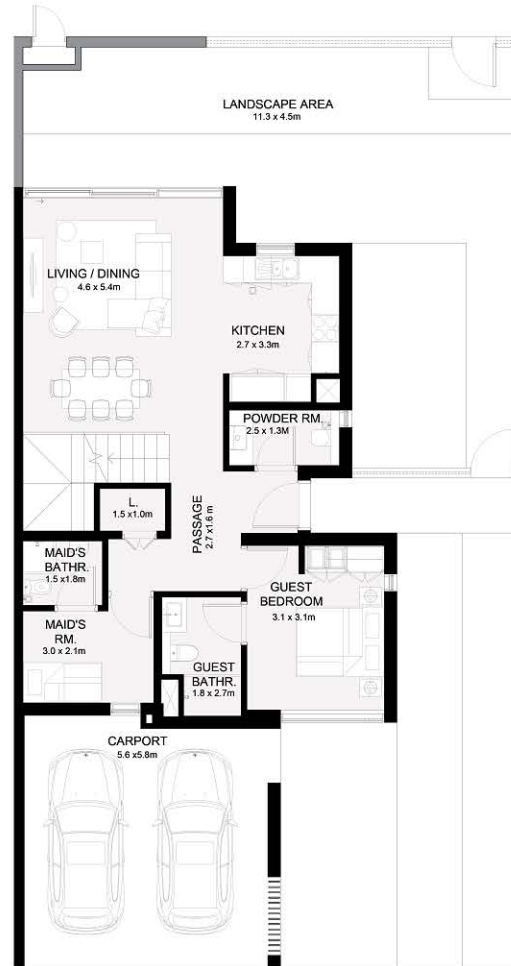 LANDSCAPE AREA
11.3 x 4.5m
LIVING / DINING
4.6 x 5.4m
KITCHEN
2.7 x 3.3m
POWDER RM.
2.5 x 1.3M
L.
1.5 x1.0m
PASSAGE
2.7 x1.6 m
MAID'S
BATHR.
1.5 x1.8m
GUEST
BEDROOM
3.1 x 3.1m
MAID'S
RM.
3.0 x 2.1m
GUEST
BATHR.
1.8 x 2.7m
CARPORT
5.6 x5.8m